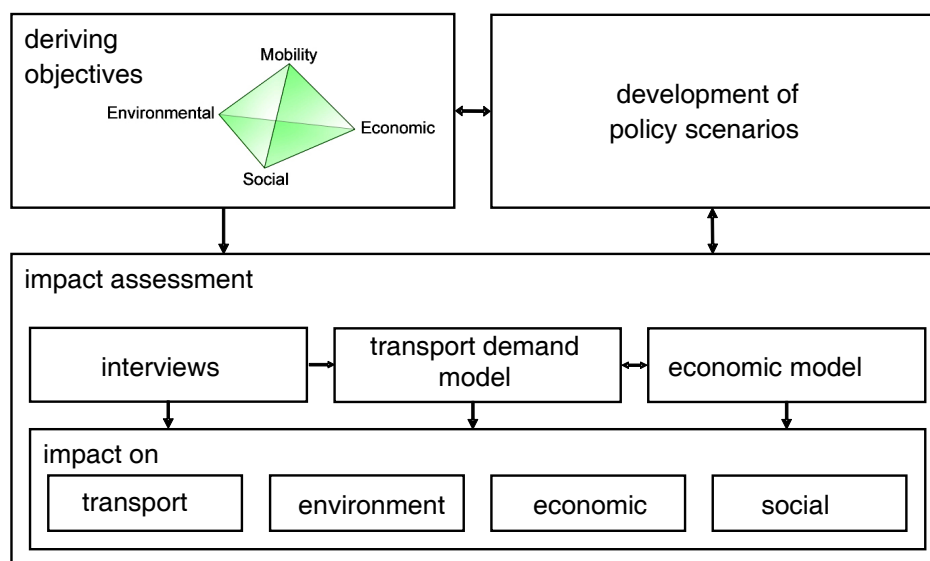 deriving
objectives
Mobility
Environmental
Economic
Social
development of
policy scenarios
impact assessment
interviews
transport demand
model
economic model
impact on
transport
environment
economic
social